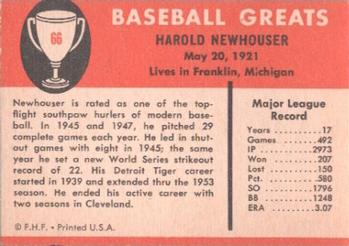 66
BASEBALL GREATS
HAROLD NEWHOUSER
May 20, 1921
Lives in Franklin, Michigan
Newhouser is rated as one of the top-
flight southpaw hurlers of modern base-
ball. In 1945 and 1947, he pitched 29
complete games each year. He led in shut-
outs with eight in 1945; the same year
he set a new World Series strikeout
record of 22. His Detroit Tiger career
started in 1939 and extended thru the 1953
season. He ended his active career with
two seasons in Cleveland.
© F.H.F. • Printed U.S.A.
Major League
Record
Years ........ 17
Games ........ 492
IP ........ 2973
Won ........ 207
Lost ........ 150
Pct. ........ .580
SO ........ 1796
BB ........ 1248
ERA ........ 3.07